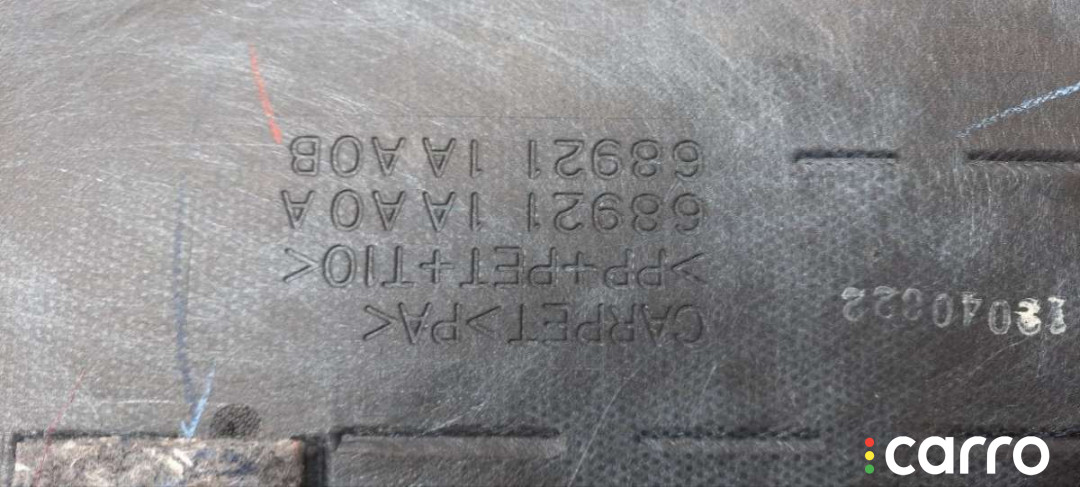 CARPET>PA<
>PP+PET+T10<
68921 1AA0A
68921 1AA0B
carro